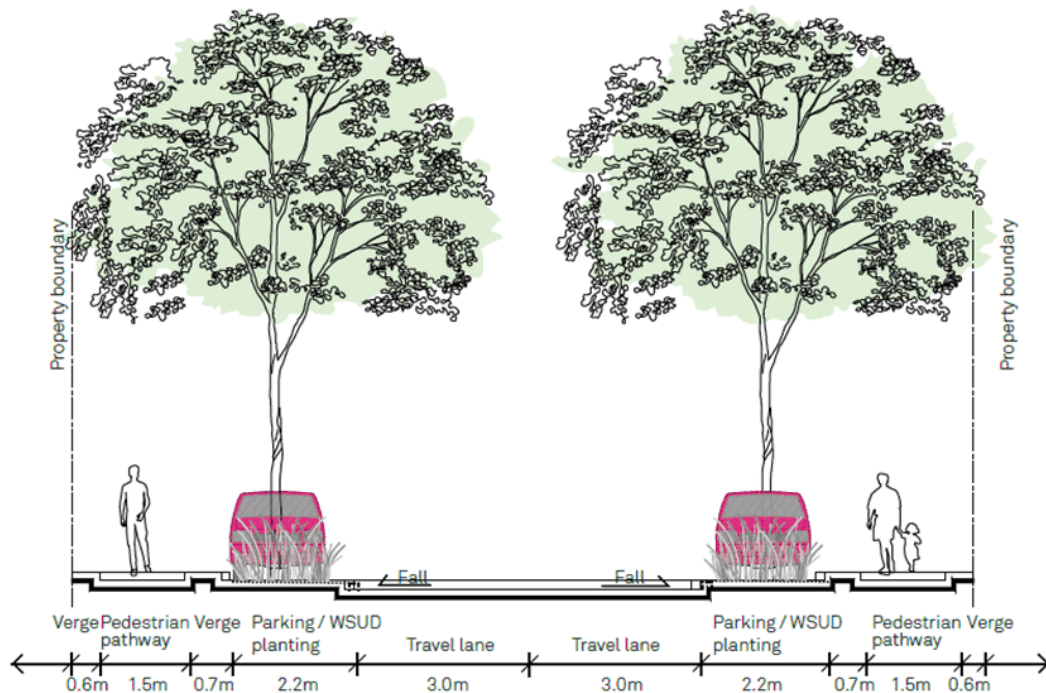 Property boundary
Property boundary
Fall
Fall
Verge Pedestrian pathway Verge Parking / WSUD planting Travel lane Travel lane Parking / WSUD planting Verge Pedestrian pathway Verge
0.6m 1.5m 0.7m 2.2m 3.0m 3.0m 2.2m 0.7m 1.5m 0.6m